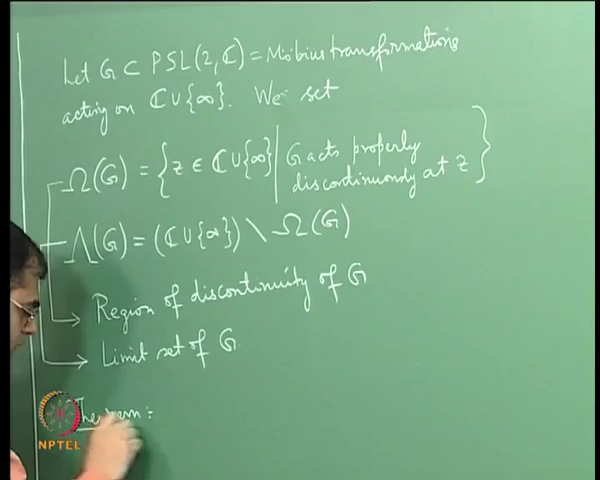 Let G ⊂ PSL(2, ℂ) = Möbius transformations
acting on ℂ∪{∞}. We set
Ω(G) = {z ∈ ℂ∪{∞} | G acts properly discontinuously at z}
Λ(G) = (ℂ∪{∞}) \ Ω(G)
Region of discontinuity of G
Limit set of G.
Theorem:
NPTEL